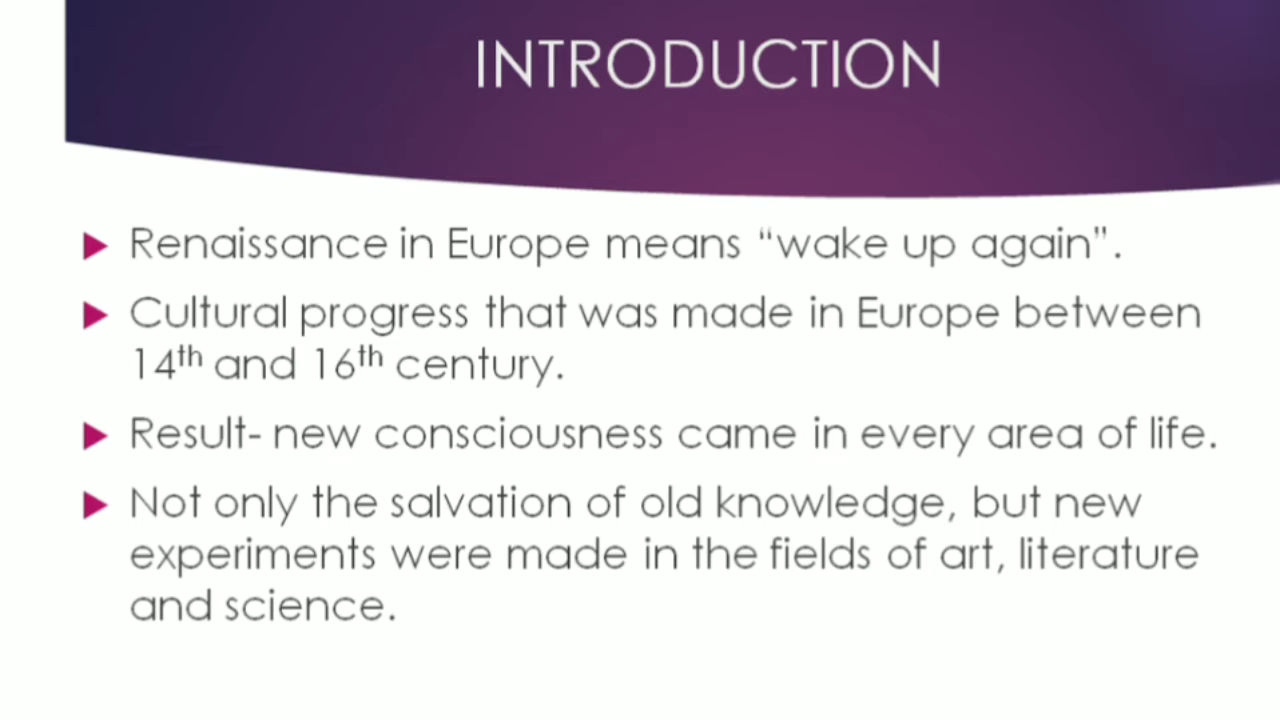 INTRODUCTION
Renaissance in Europe means “wake up again”.
Cultural progress that was made in Europe between
14th and 16th century.
Result- new consciousness came in every area of life.
Not only the salvation of old knowledge, but new
experiments were made in the fields of art, literature
and science.